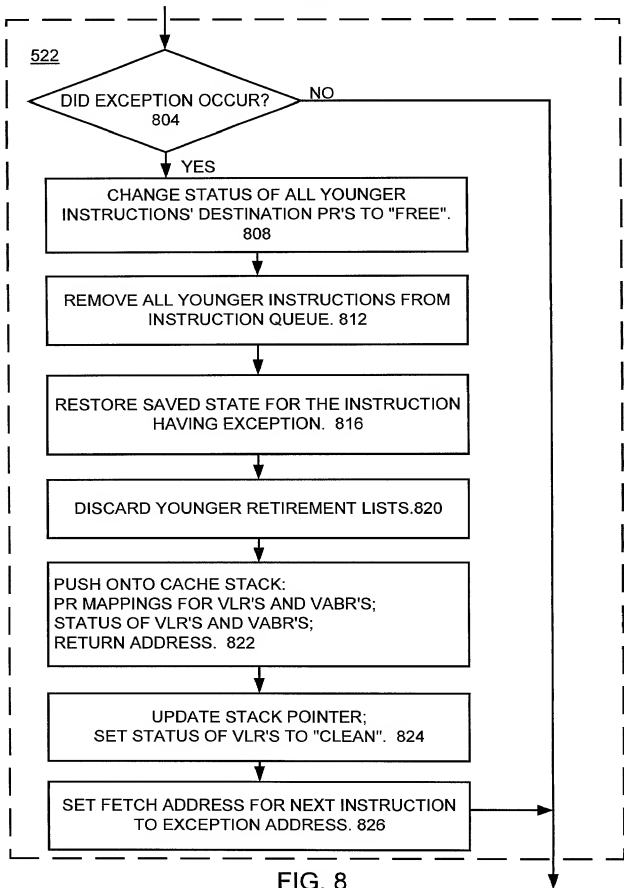 522
DID EXCEPTION OCCUR?
804
NO
YES
CHANGE STATUS OF ALL YOUNGER
INSTRUCTIONS' DESTINATION PR'S TO "FREE".
808
REMOVE ALL YOUNGER INSTRUCTIONS FROM
INSTRUCTION QUEUE. 812
RESTORE SAVED STATE FOR THE INSTRUCTION
HAVING EXCEPTION. 816
DISCARD YOUNGER RETIREMENT LISTS.820
PUSH ONTO CACHE STACK:
PR MAPPINGS FOR VLR'S AND VABR'S;
STATUS OF VLR'S AND VABR'S;
RETURN ADDRESS. 822
UPDATE STACK POINTER;
SET STATUS OF VLR'S TO "CLEAN". 824
SET FETCH ADDRESS FOR NEXT INSTRUCTION
TO EXCEPTION ADDRESS. 826
FIG. 8